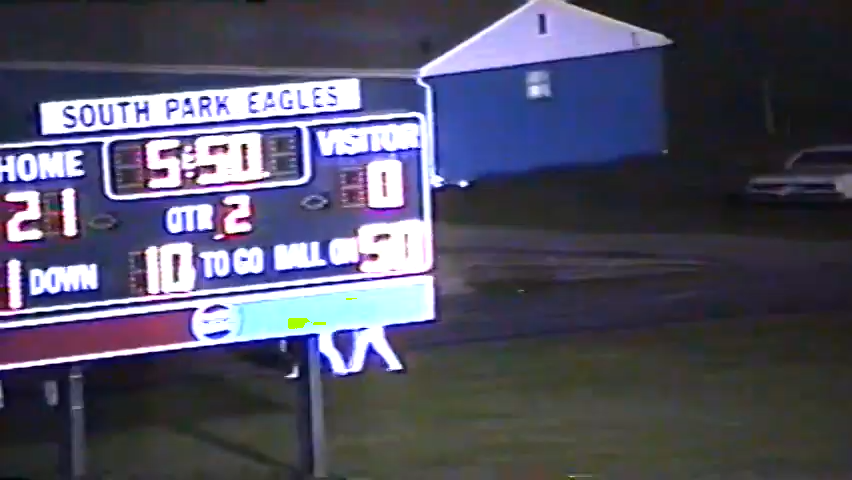 SOUTH PARK EAGLES
HOME 5:50 VISITOR
21 QTR 2 0
1 DOWN 10 TO GO BALL ON 50